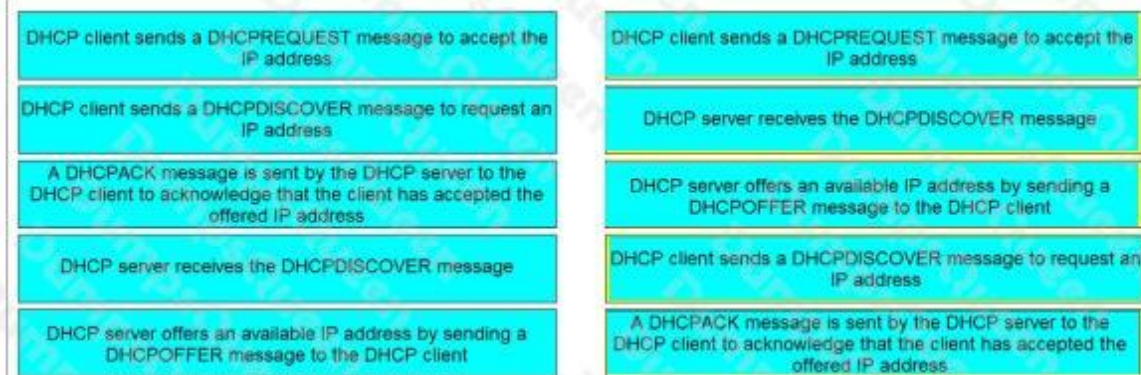 DHCP client sends a DHCPREQUEST message to accept the
IP address
DHCP client sends a DHCPDISCOVER message to request an
IP address
A DHCPACK message is sent by the DHCP server to the
DHCP client to acknowledge that the client has accepted the
offered IP address
DHCP server receives the DHCPDISCOVER message
DHCP server offers an available IP address by sending a
DHCPOFFER message to the DHCP client
DHCP client sends a DHCPREQUEST message to accept the
IP address
DHCP server receives the DHCPDISCOVER message
DHCP server offers an available IP address by sending a
DHCPOFFER message to the DHCP client
DHCP client sends a DHCPDISCOVER message to request an
IP address
A DHCPACK message is sent by the DHCP server to the
DHCP client to acknowledge that the client has accepted the
offered IP address